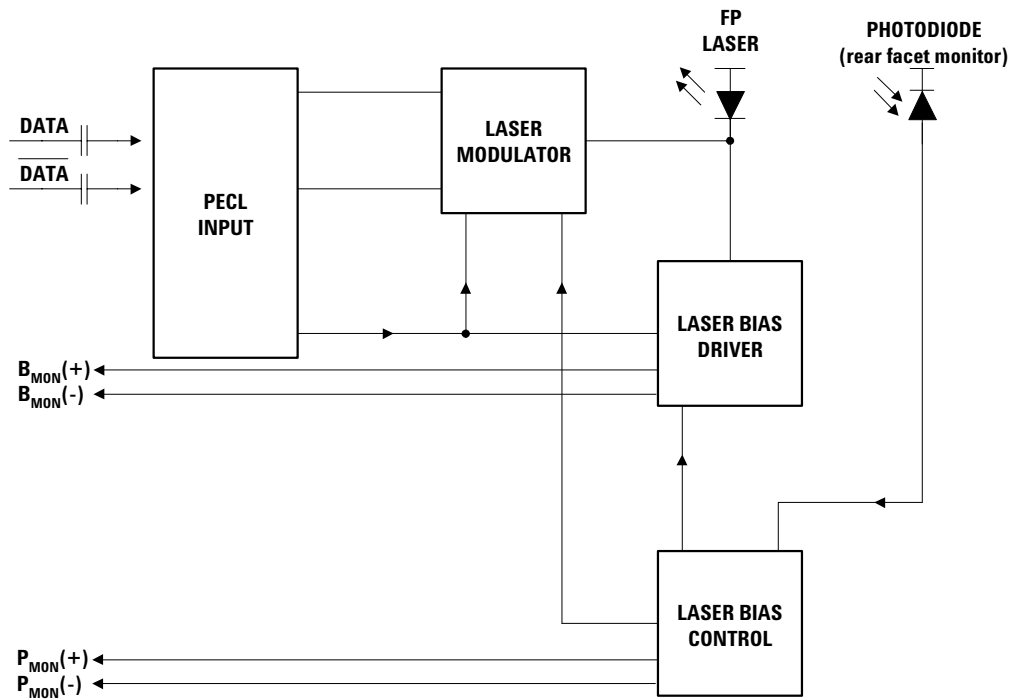 FP
LASER
PHOTODIODE
(rear facet monitor)
DATA
DATA
PECL
INPUT
LASER
MODULATOR
LASER BIAS
DRIVER
BMON(+)
BMON(-)
LASER BIAS
CONTROL
PMON(+)
PMON(-)